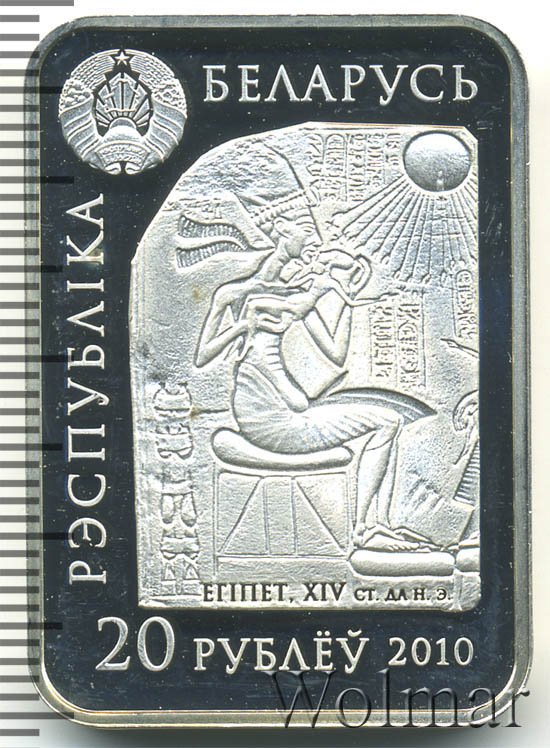 БЕЛАРУСЬ
РЭСПУБЛІКА
ЕГІПЕТ, XIV СТ. ДА Н. Э.
20 РУБЛЁЎ 2010
Wolmar